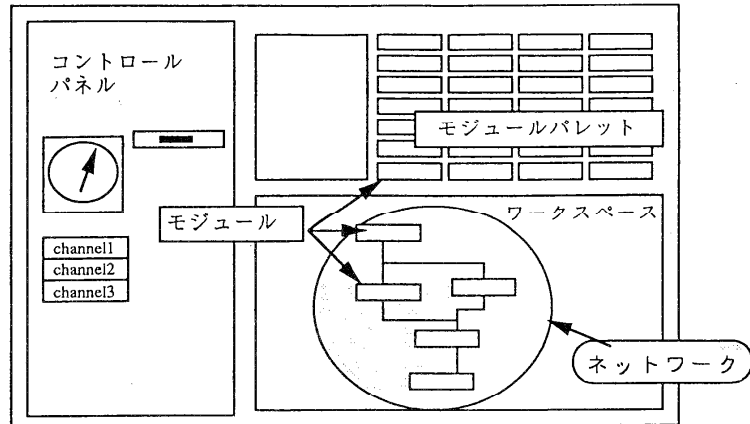 コントロール
パネル
モジュールパレット
モジュール
ワークスペース
channel1
channel2
channel3
ネットワーク